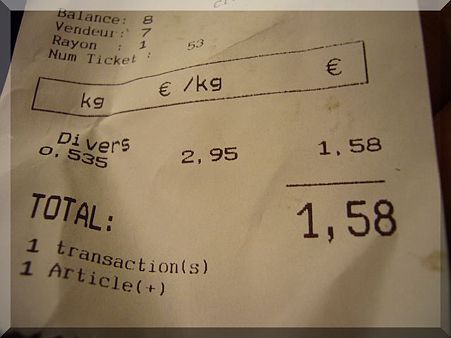 Balance: 8
Vendeur: 7
Rayon : 1
Num Ticket : 53
kg € /kg €
Divers
0,535 2,95 1,58
TOTAL: 1,58
1 transaction(s)
1 Article(+)